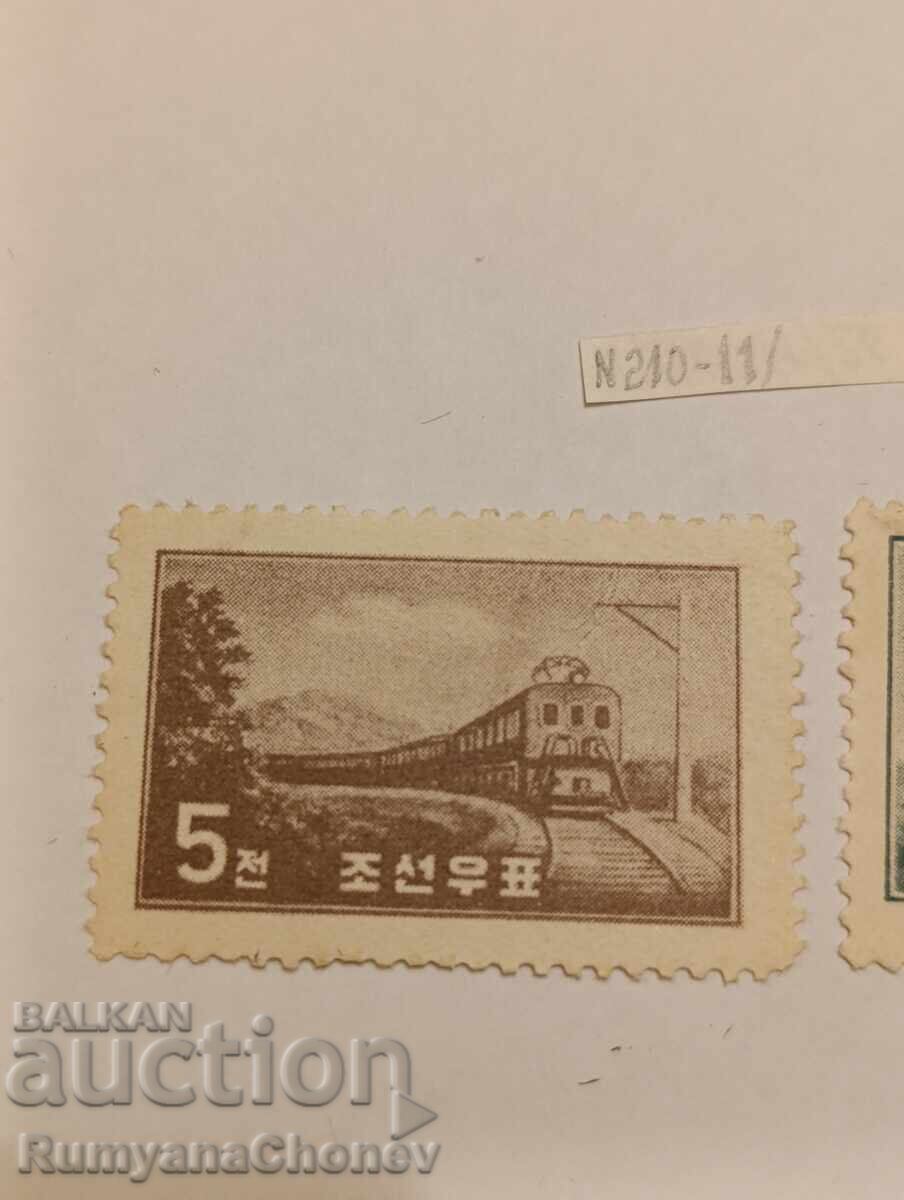 N210-11/
5전 조선우표
BALKAN
auction
RumyanaChonev